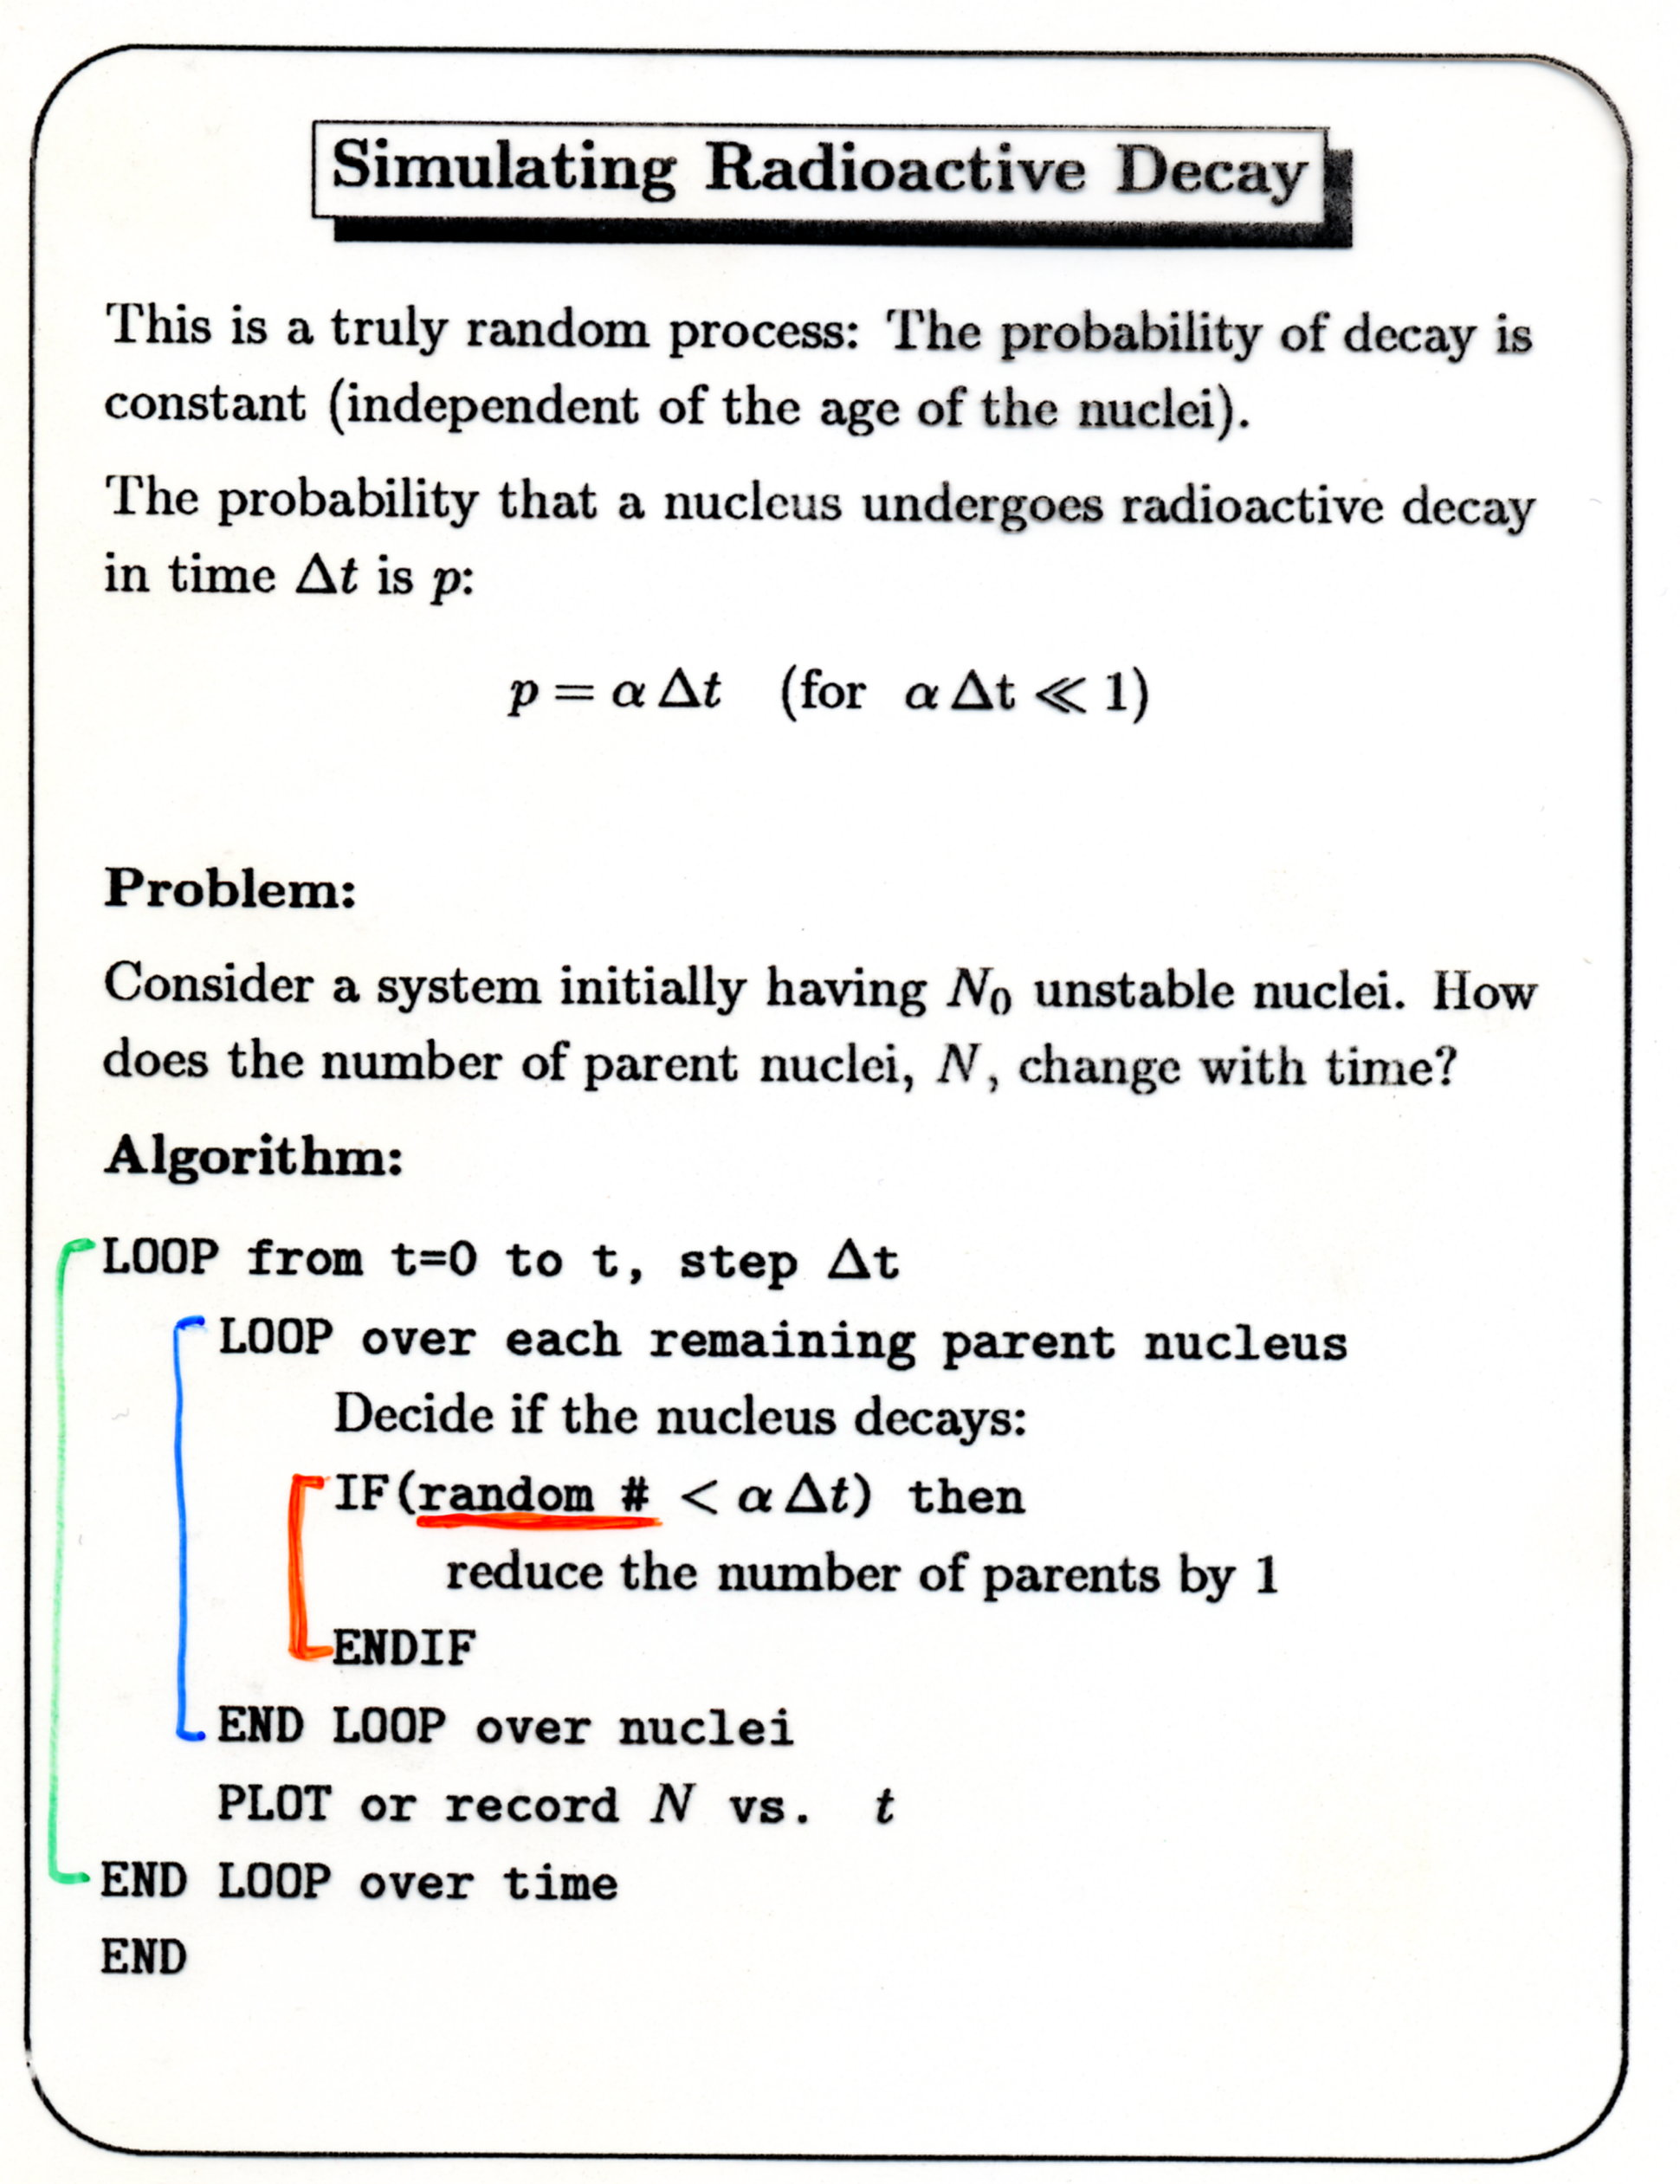 Simulating Radioactive Decay
This is a truly random process: The probability of decay is
constant (independent of the age of the nuclei).
The probability that a nucleus undergoes radioactive decay
in time Δt is p:
p = α Δt (for α Δt ≪ 1)
Problem:
Consider a system initially having N₀ unstable nuclei. How
does the number of parent nuclei, N, change with time?
Algorithm:
LOOP from t=0 to t, step Δt
LOOP over each remaining parent nucleus
Decide if the nucleus decays:
IF(random # < α Δt) then
reduce the number of parents by 1
ENDIF
END LOOP over nuclei
PLOT or record N vs. t
END LOOP over time
END